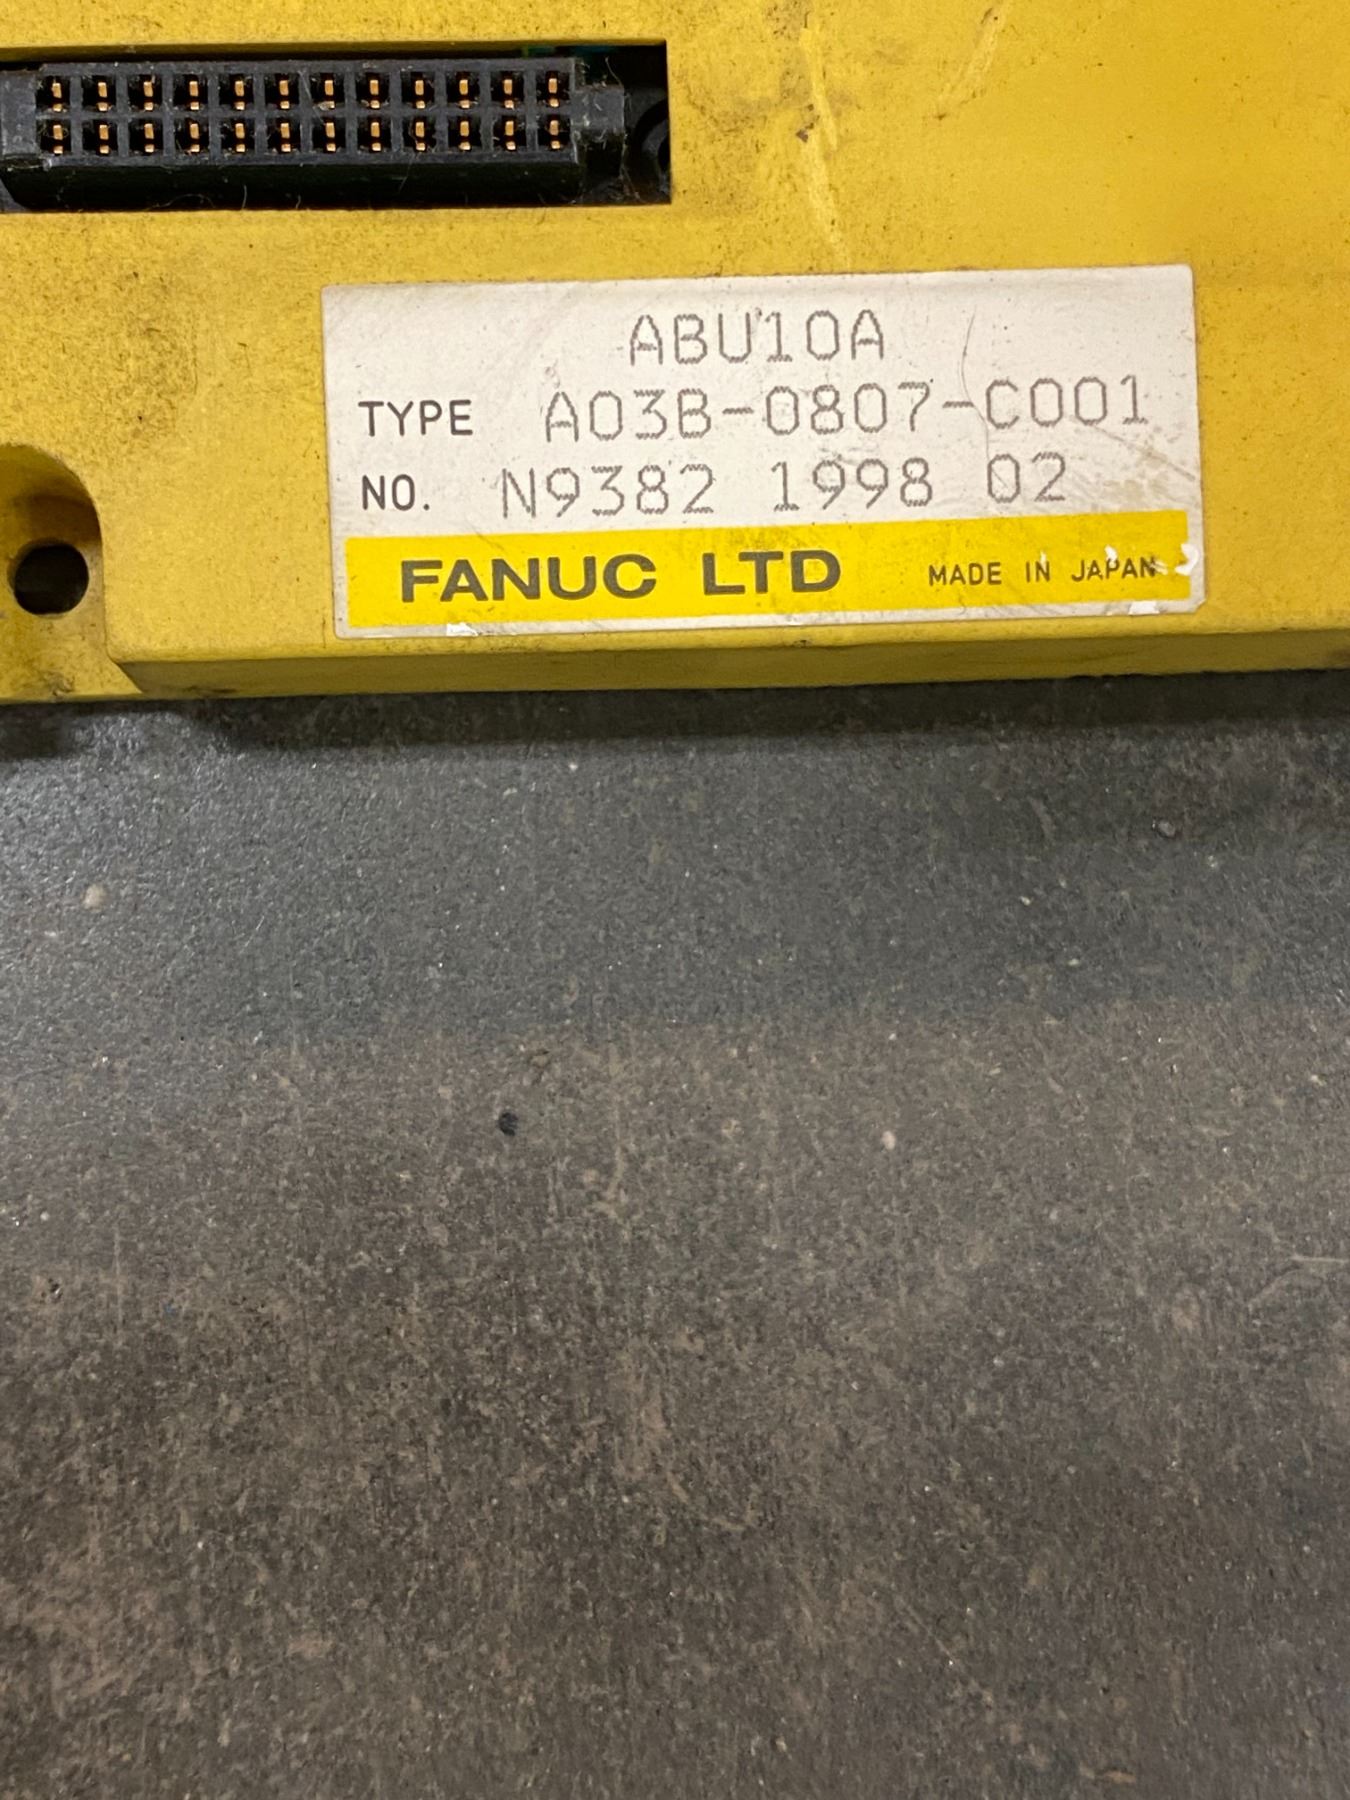 ABU10A
TYPE A03B-0807-C001
NO. N9382 1998 02
FANUC LTD MADE IN JAPAN